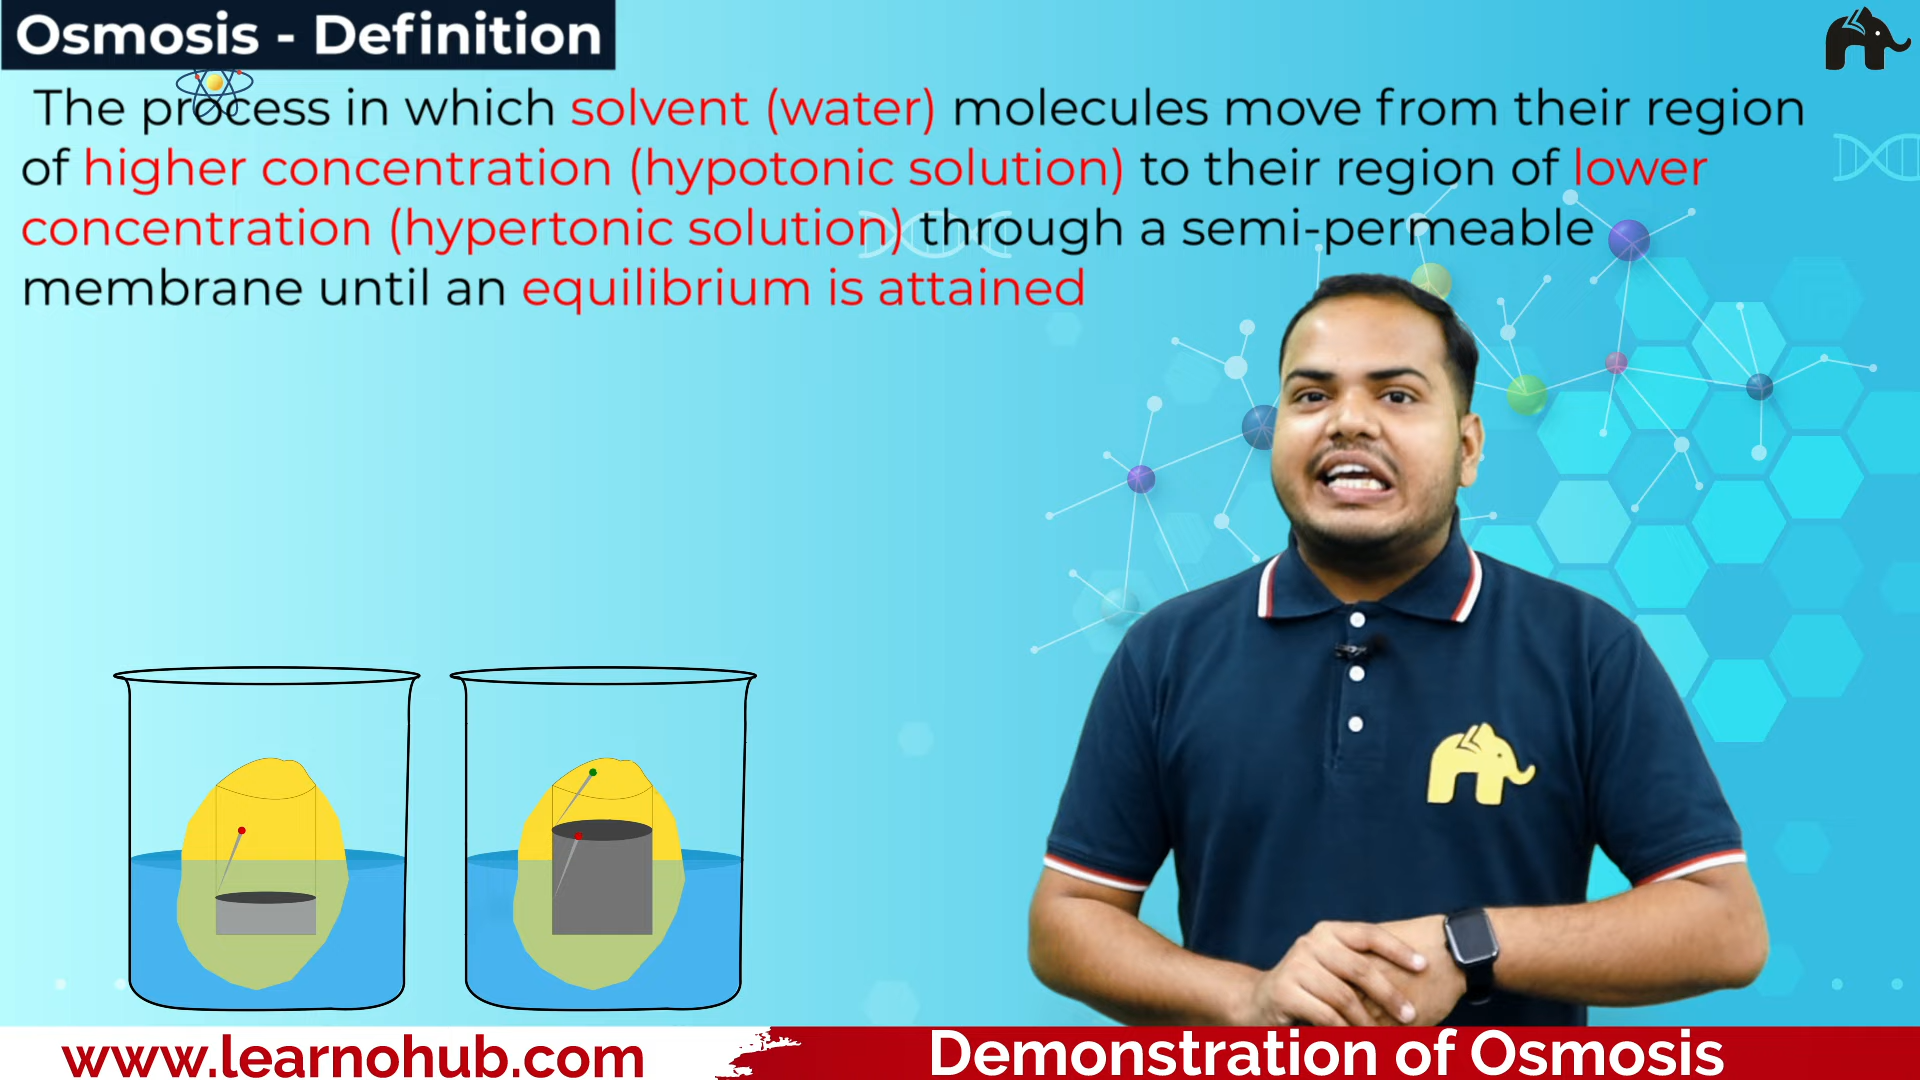 Osmosis - Definition
The process in which solvent (water) molecules move from their region
of higher concentration (hypotonic solution) to their region of lower
concentration (hypertonic solution) through a semi-permeable
membrane until an equilibrium is attained
www.learnohub.com
Demonstration of Osmosis